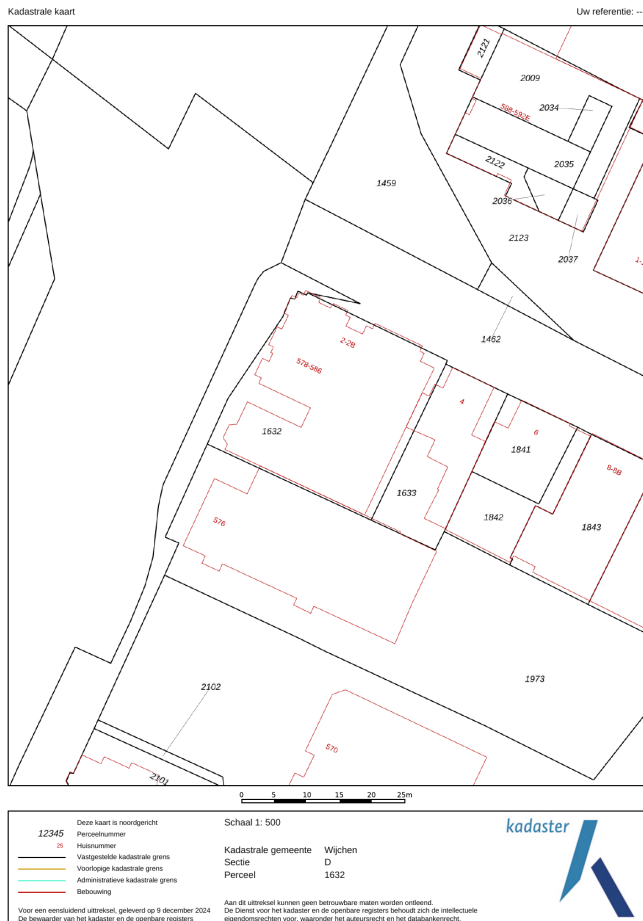 Kadastrale kaart
Uw referentie: --
2121
2009
598-592E
2034
2122
2035
1459
2036
2123
2037
1462
2-2B
578-586
1632
4
6
1841
8-8B
1633
1842
1843
576
2102
1973
570
2101
0 5 10 15 20 25m
Deze kaart is noordgericht
12345 Perceelnummer
25 Huisnummer
Vastgestelde kadastrale grens
Voorlopige kadastrale grens
Administratieve kadastrale grens
Bebouwing
Schaal 1: 500
Kadastrale gemeente Wijchen
Sectie D
Perceel 1632
kadaster
Voor een eensluidend uittreksel, geleverd op 9 december 2024
De bewaarder van het kadaster en de openbare registers
Aan dit uittreksel kunnen geen betrouwbare maten worden ontleend.
De Dienst voor het kadaster en de openbare registers behoudt zich de intellectuele
eigendomsrechten voor, waaronder het auteursrecht en het databankenrecht.